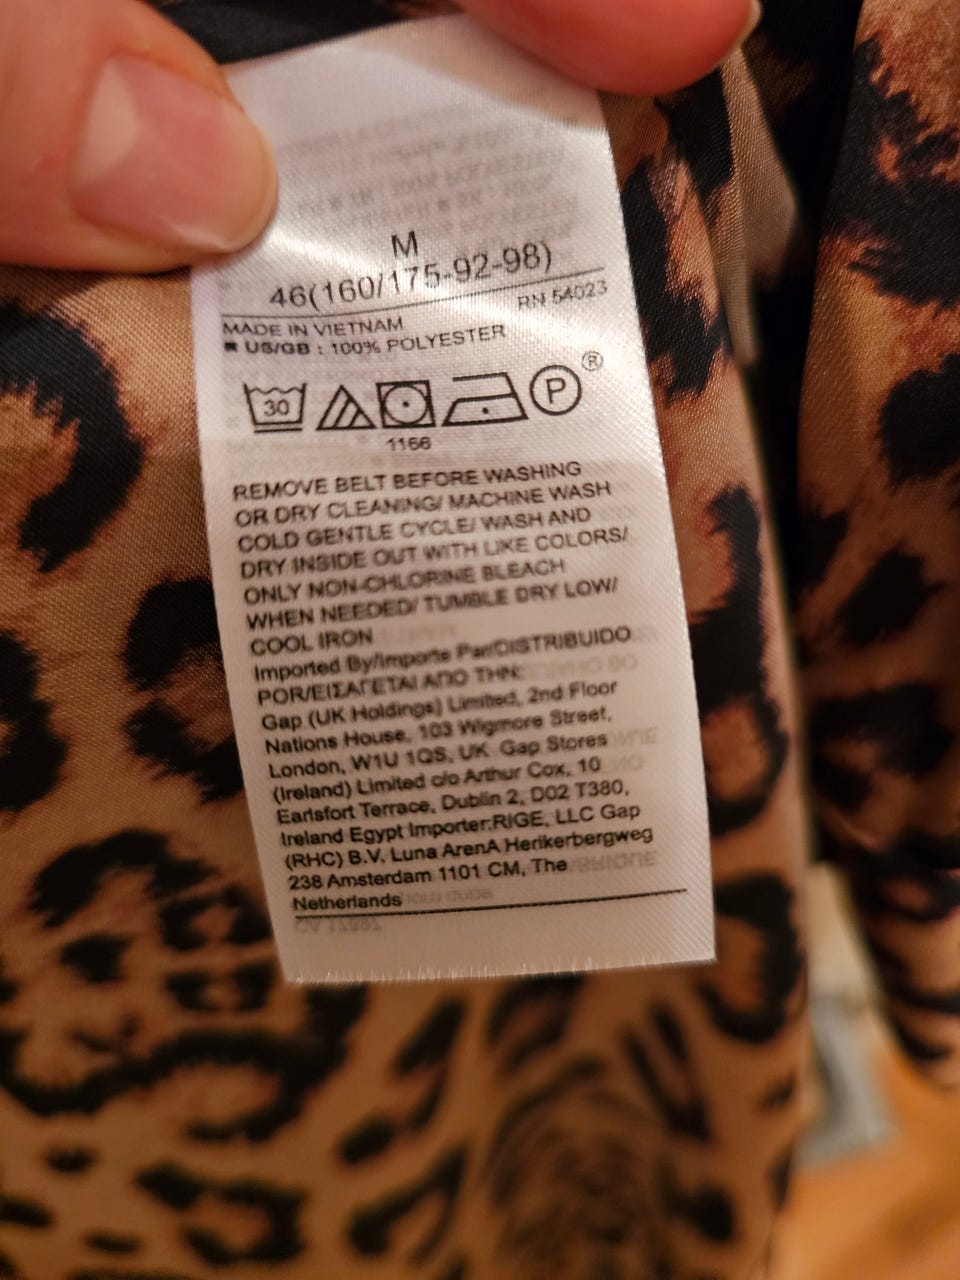 M
46(160/175-92-98)
RN 54023
MADE IN VIETNAM
■ US/GB : 100% POLYESTER
30
P
®
1166
REMOVE BELT BEFORE WASHING
OR DRY CLEANING/ MACHINE WASH
COLD GENTLE CYCLE/ WASH AND
DRY INSIDE OUT WITH LIKE COLORS/
ONLY NON-CHLORINE BLEACH
WHEN NEEDED/ TUMBLE DRY LOW/
COOL IRON
Imported By/Importe Par/DISTRIBUIDO
POR/ΕΙΣΑΓΕΤΑΙ ΑΠΟ ΤΗΝ:
Gap (UK Holdings) Limited, 2nd Floor
Nations House, 103 Wigmore Street,
London, W1U 1QS, UK Gap Stores
(Ireland) Limited c/o Arthur Cox, 10
Earlsfort Terrace, Dublin 2, D02 T380,
Ireland Egypt Importer:RIGE, LLC Gap
(RHC) B.V. Luna ArenA Herikerbergweg
238 Amsterdam 1101 CM, The
Netherlands